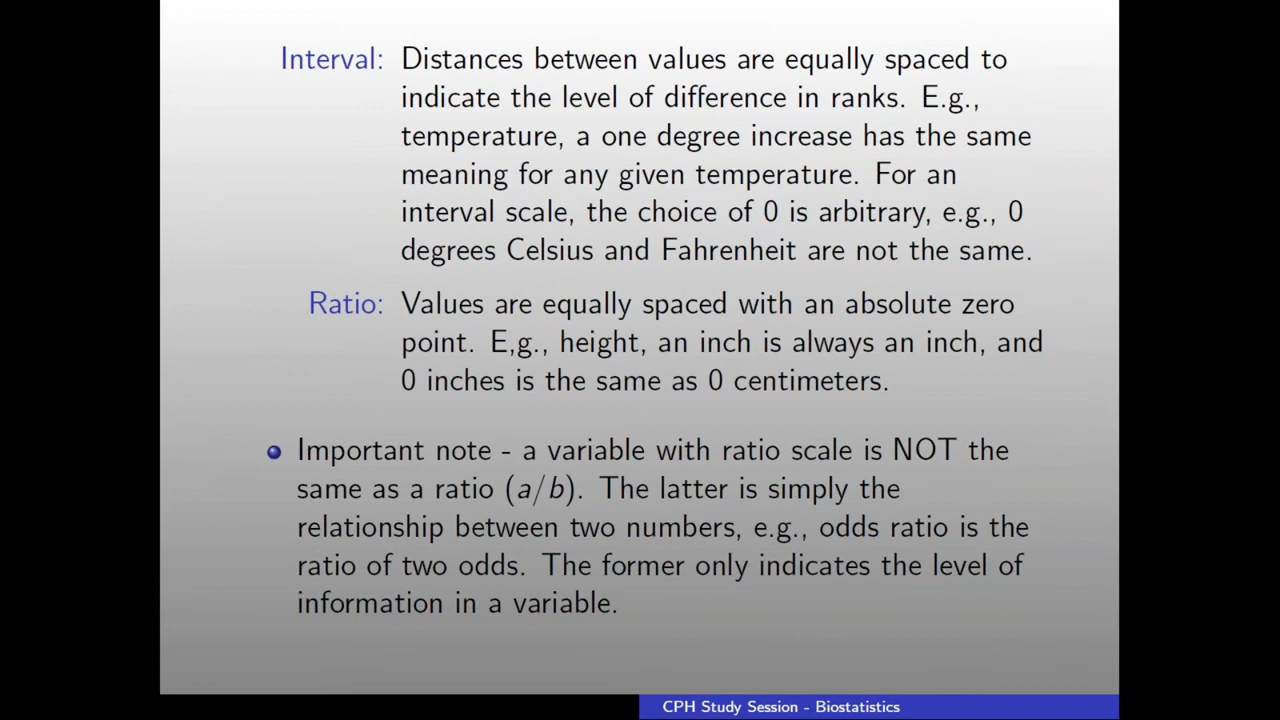 Interval: Distances between values are equally spaced to
indicate the level of difference in ranks. E.g.,
temperature, a one degree increase has the same
meaning for any given temperature. For an
interval scale, the choice of 0 is arbitrary, e.g., 0
degrees Celsius and Fahrenheit are not the same.
Ratio: Values are equally spaced with an absolute zero
point. E,g., height, an inch is always an inch, and
0 inches is the same as 0 centimeters.
Important note - a variable with ratio scale is NOT the
same as a ratio (a/b). The latter is simply the
relationship between two numbers, e.g., odds ratio is the
ratio of two odds. The former only indicates the level of
information in a variable.
CPH Study Session - Biostatistics